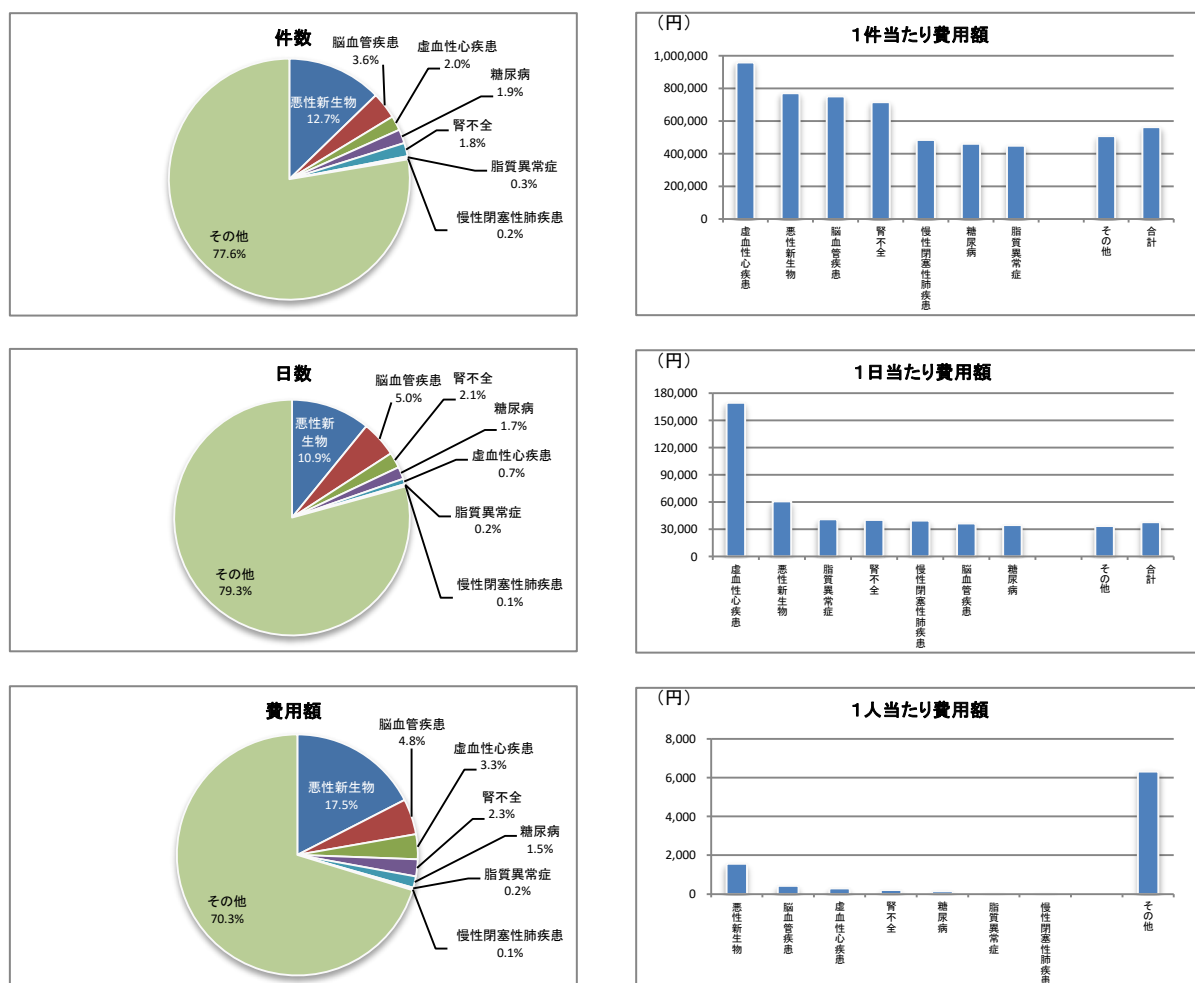 件数
脳血管疾患
3.6%
虚血性心疾患
2.0%
糖尿病
1.9%
腎不全
1.8%
脂質異常症
0.3%
慢性閉塞性肺疾患
0.2%
悪性新生物
12.7%
その他
77.6%
（円）
1件当たり費用額
1,000,000
800,000
600,000
400,000
200,000
0
虚血性心疾患
悪性新生物
脳血管疾患
腎不全
慢性閉塞性肺疾患
糖尿病
脂質異常症
その他
合計
日数
脳血管疾患
5.0%
腎不全
2.1%
糖尿病
1.7%
虚血性心疾患
0.7%
脂質異常症
0.2%
慢性閉塞性肺疾患
0.1%
悪性新
生物
10.9%
その他
79.3%
（円）
1日当たり費用額
180,000
150,000
120,000
90,000
60,000
30,000
0
虚血性心疾患
悪性新生物
脂質異常症
腎不全
慢性閉塞性肺疾患
脳血管疾患
糖尿病
その他
合計
費用額
脳血管疾患
4.8%
虚血性心疾患
3.3%
腎不全
2.3%
糖尿病
1.5%
脂質異常症
0.2%
慢性閉塞性肺疾患
0.1%
悪性新生物
17.5%
その他
70.3%
（円）
1人当たり費用額
8,000
6,000
4,000
2,000
0
悪性新生物
脳血管疾患
虚血性心疾患
腎不全
糖尿病
脂質異常症
慢性閉塞性肺疾患
その他